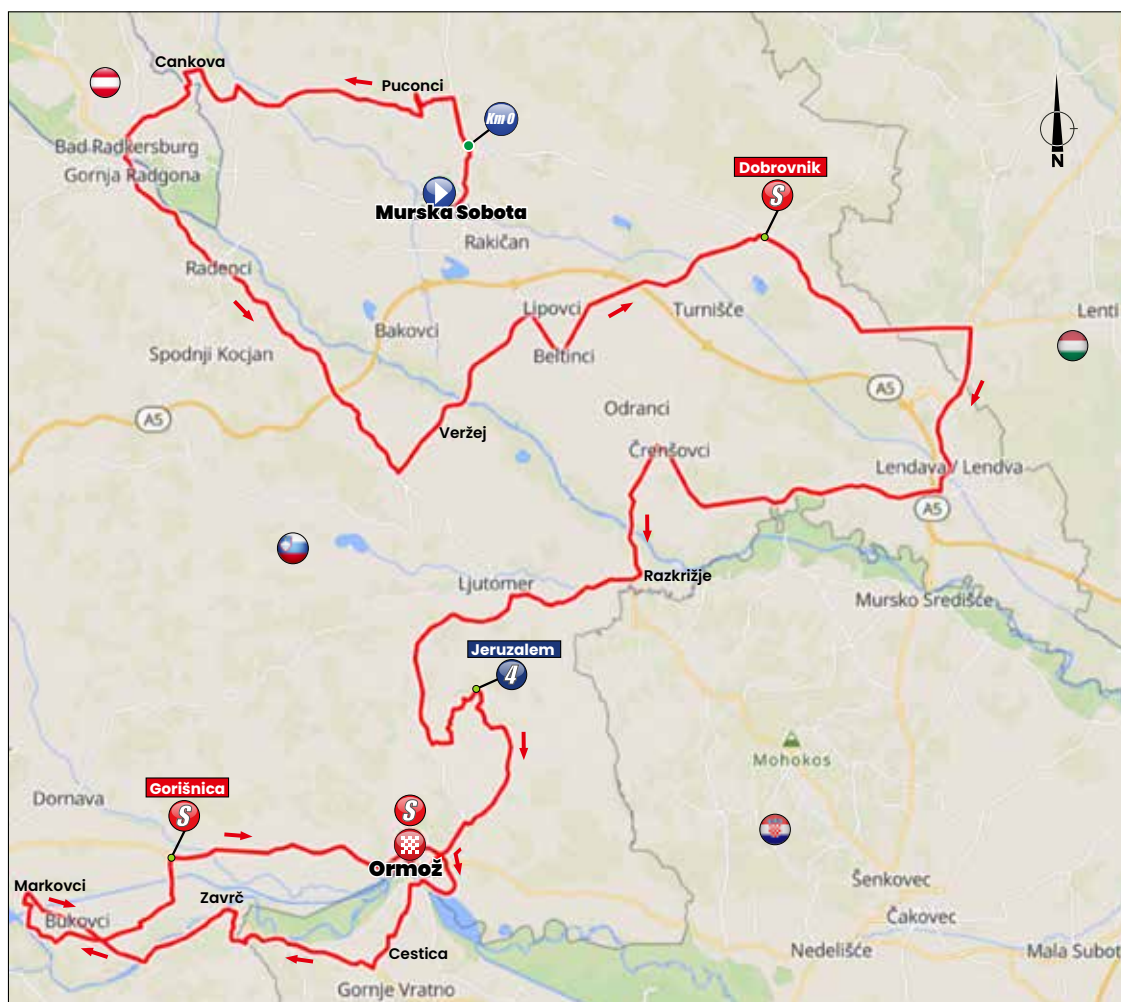 Cankova
Puconci
Km 0
Bad Radkersburg
Gornja Radgona
Dobrovnik
S
N
Murska Sobota
Rakičan
Radenci
Lipovci
Turnišče
Lenti
Bakovci
Spodnji Kocjan
Beltinci
A5
A5
Odranci
Veržej
Črenšovci
Lendava / Lendva
A5
Razkrižje
Ljutomer
Mursko Središće
Jeruzalem
4
Mohokos
Gorišnica
S
Dornava
S
Ormož
Markovci
Zavrč
Bukovci
Šenkovec
Čakovec
Cestica
Nedelišće
Mala Subot
Gornje Vratno